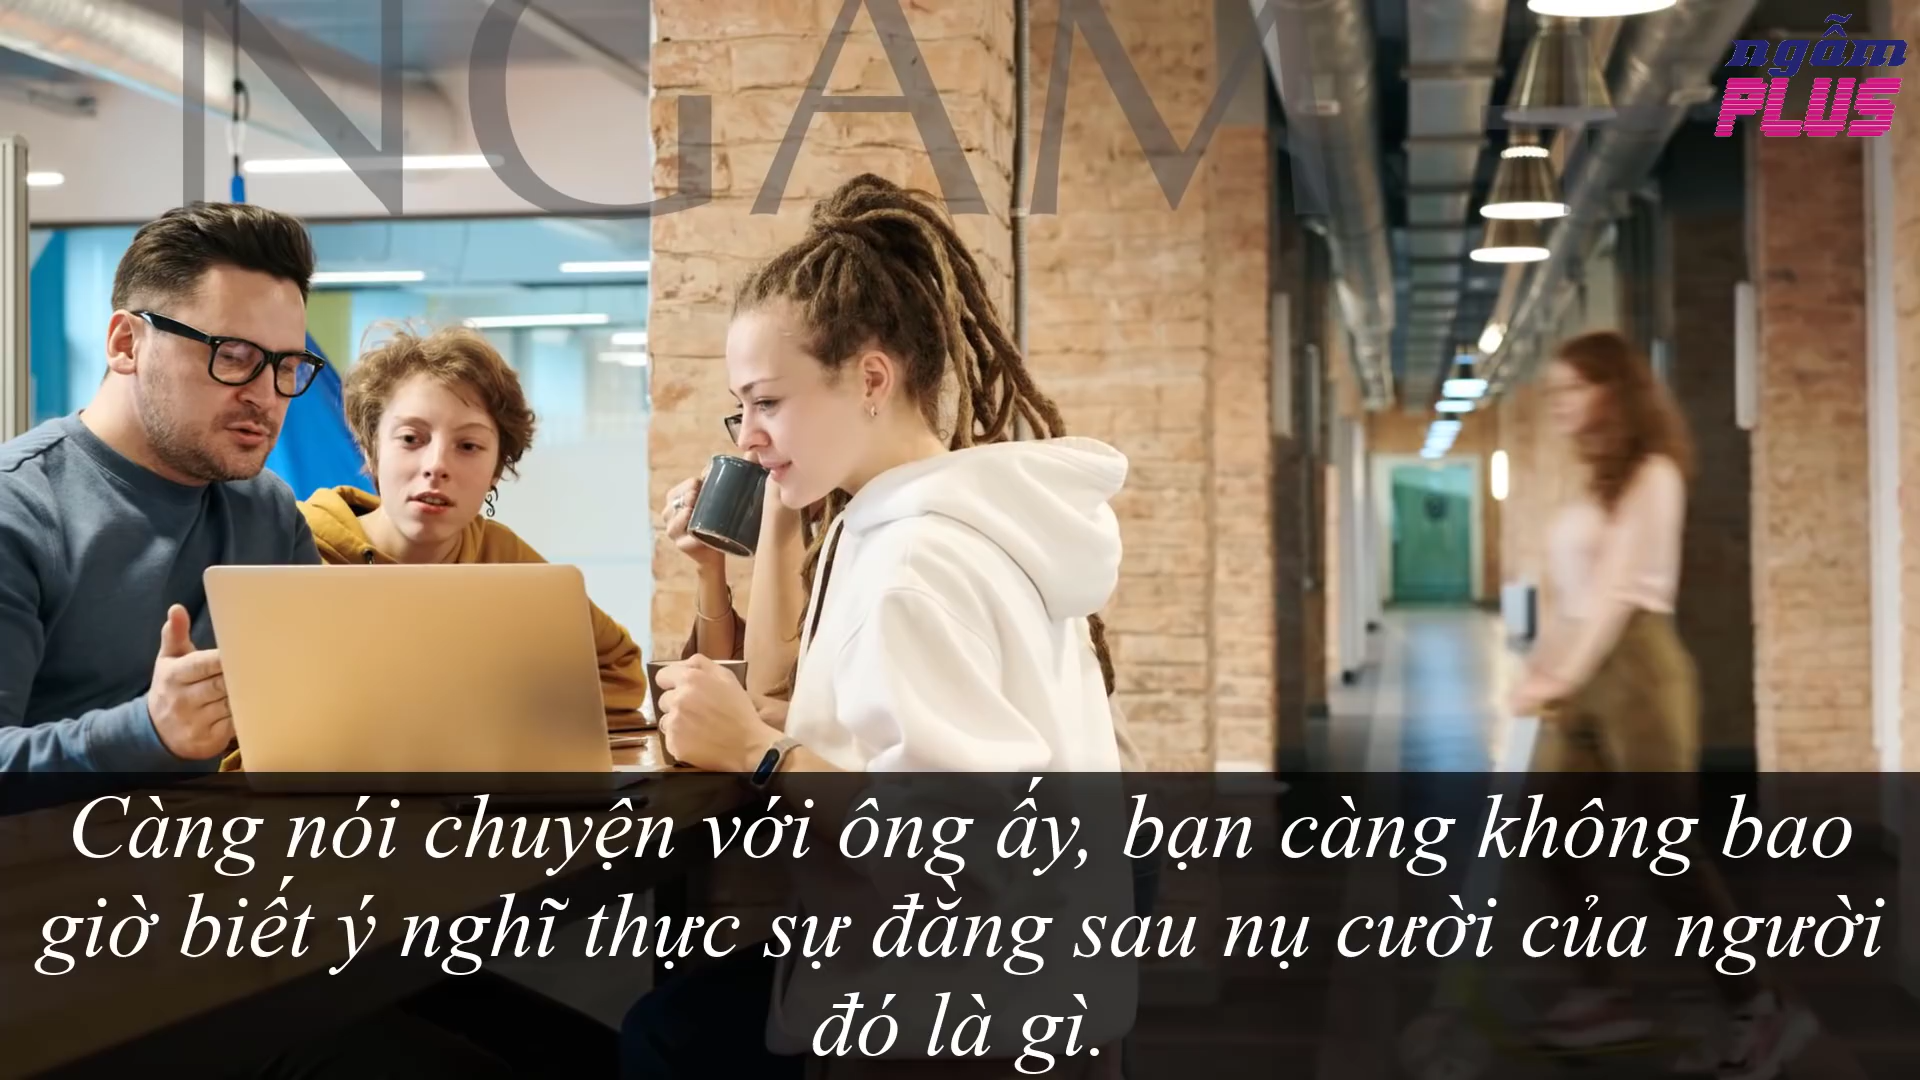 NGAM
ngẫm
PLUS
Càng nói chuyện với ông ấy, bạn càng không bao
giờ biết ý nghĩ thực sự đằng sau nụ cười của người
đó là gì.